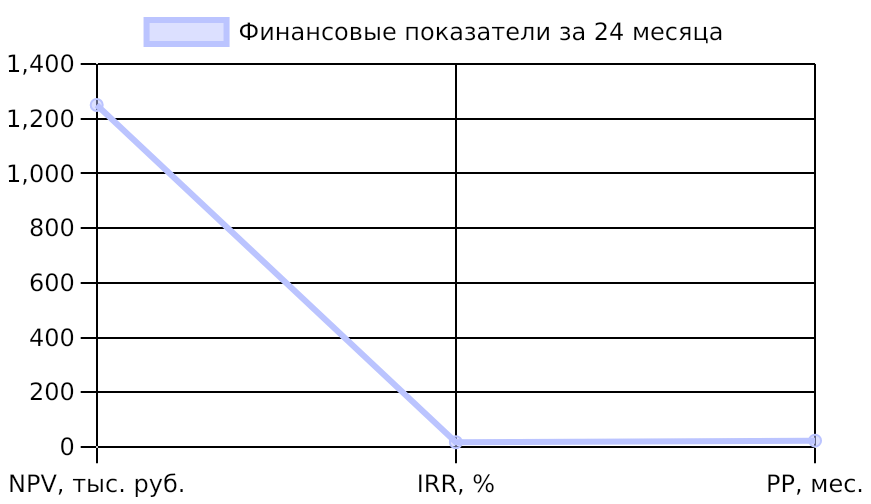 Финансовые показатели за 24 месяца
1,400
1,200
1,000
800
600
400
200
0
NPV, тыс. руб.
IRR, %
PP, мес.